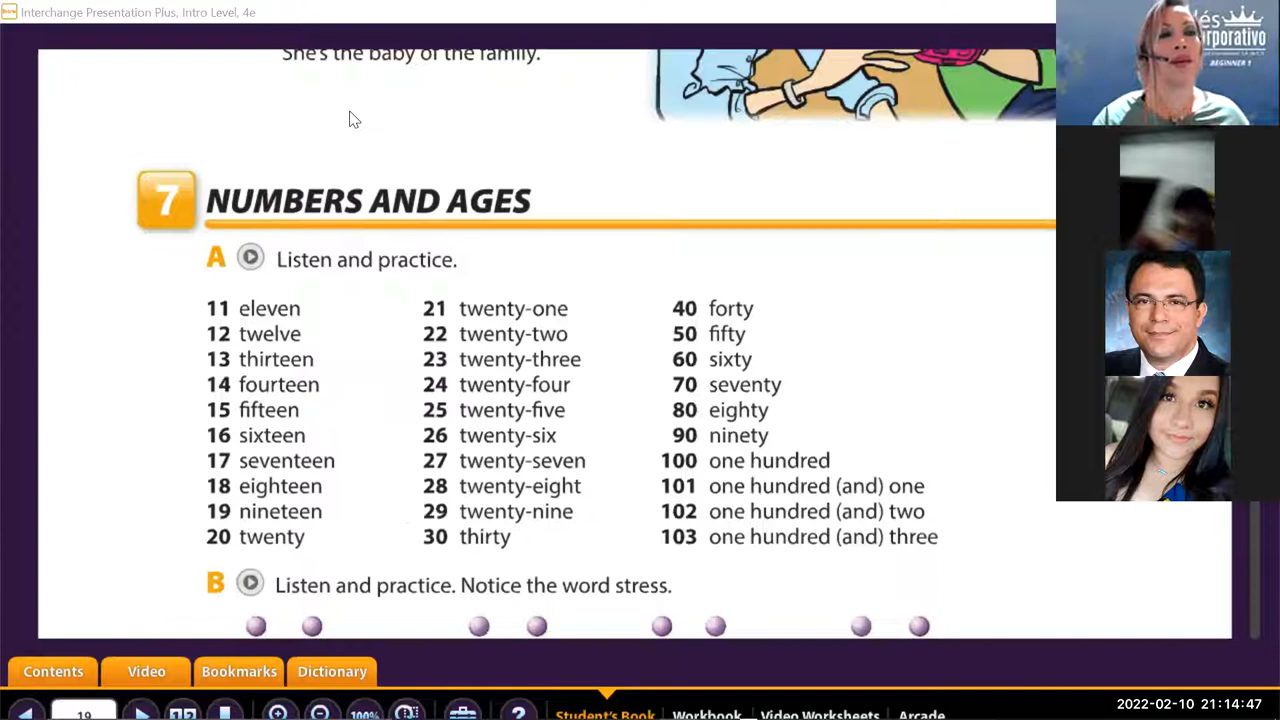 Interchange Presentation Plus, Intro Level, 4e
She's the baby of the family.
7 NUMBERS AND AGES
A Listen and practice.
11 eleven 21 twenty-one 40 forty
12 twelve 22 twenty-two 50 fifty
13 thirteen 23 twenty-three 60 sixty
14 fourteen 24 twenty-four 70 seventy
15 fifteen 25 twenty-five 80 eighty
16 sixteen 26 twenty-six 90 ninety
17 seventeen 27 twenty-seven 100 one hundred
18 eighteen 28 twenty-eight 101 one hundred (and) one
19 nineteen 29 twenty-nine 102 one hundred (and) two
20 twenty 30 thirty 103 one hundred (and) three
B Listen and practice. Notice the word stress.
Contents Video Bookmarks Dictionary
19 100% ? Student's Book Workbook Video Worksheets Arcade
2022-02-10 21:14:47
BEGINNER 1